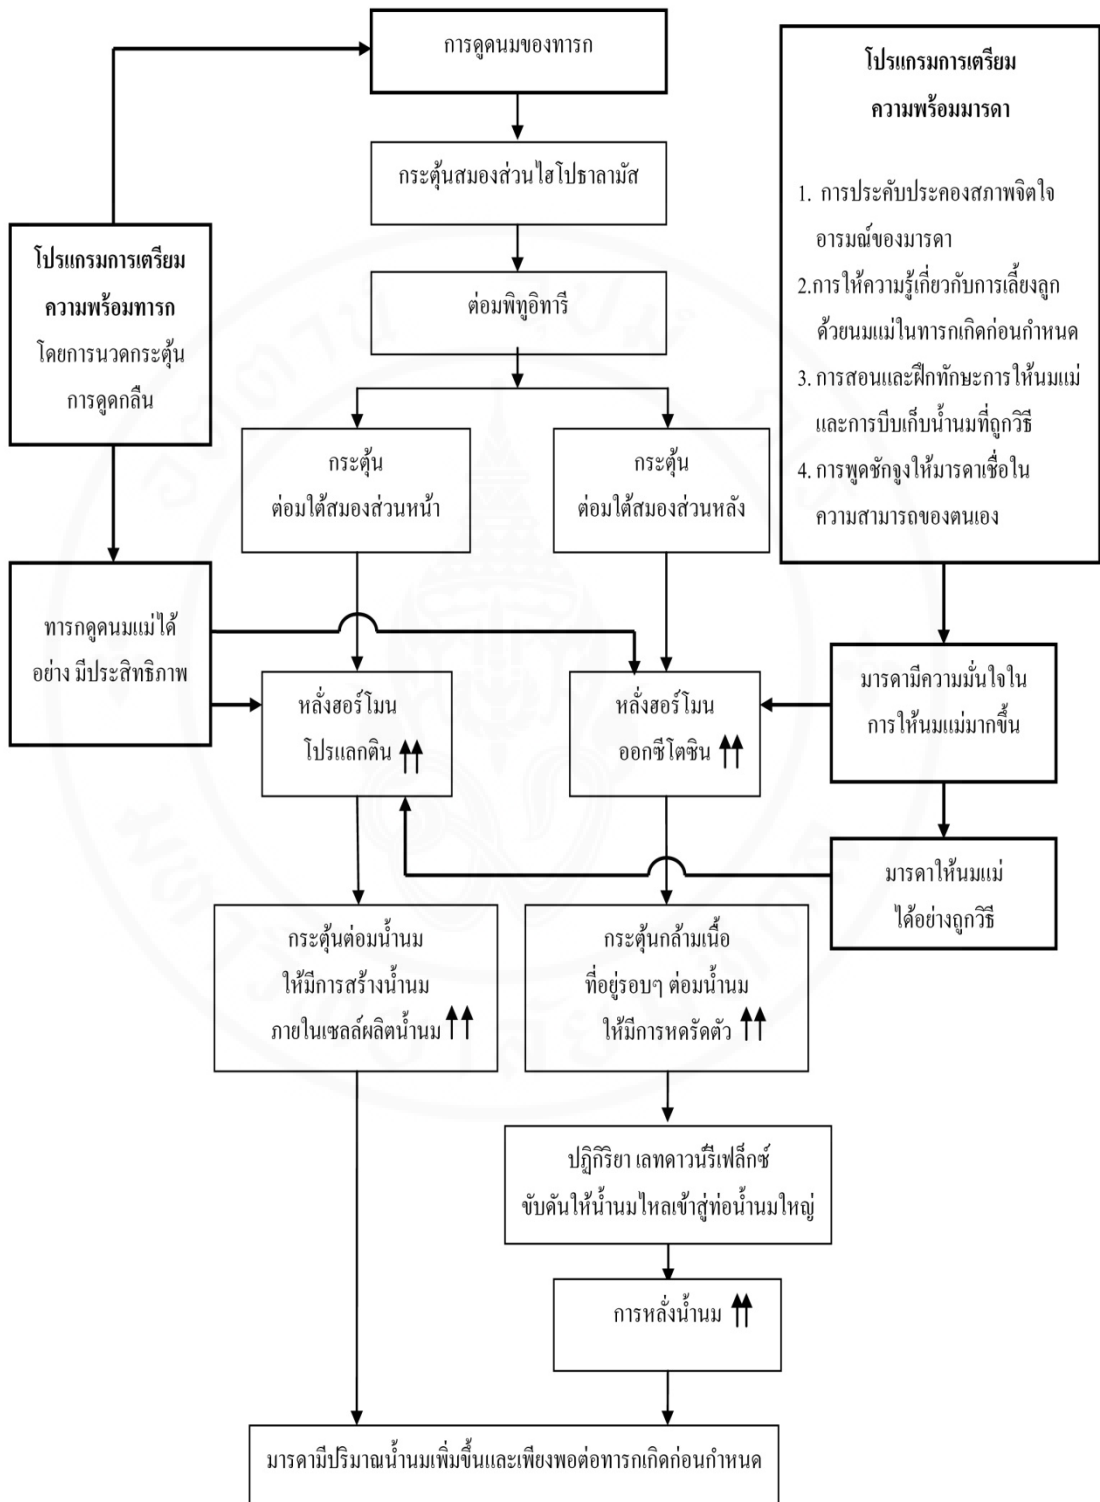 การดูดนมของทารก
กระตุ้นสมองส่วนไฮโปธาลามัส
ต่อมพิทูอิทารี
กระตุ้น
ต่อมใต้สมองส่วนหน้า
กระตุ้น
ต่อมใต้สมองส่วนหลัง
โปรแกรมการเตรียม
ความพร้อมทารก
โดยการนวดกระตุ้น
การดูดกลืน
ทารกดูดนมแม่ได้
อย่าง มีประสิทธิภาพ
โปรแกรมการเตรียม
ความพร้อมมารดา
1. การประคับประคองสภาพจิตใจ
อารมณ์ของมารดา
2.การให้ความรู้เกี่ยวกับการเลี้ยงลูก
ด้วยนมแม่ในทารกเกิดก่อนกำหนด
3. การสอนและฝึกทักษะการให้นมแม่
และการบีบเก็บน้ำนมที่ถูกวิธี
4. การพูดชักจูงให้มารดาเชื่อใน
ความสามารถของตนเอง
มารดามีความมั่นใจใน
การให้นมแม่มากขึ้น
มารดาให้นมแม่
ได้อย่างถูกวิธี
หลั่งฮอร์โมน
โปรแลกติน
หลั่งฮอร์โมน
ออกซีโตซิน
กระตุ้นต่อมน้ำนม
ให้มีการสร้างน้ำนม
ภายในเซลล์ผลิตน้ำนม
กระตุ้นกล้ามเนื้อ
ที่อยู่รอบๆ ต่อมน้ำนม
ให้มีการหดรัดตัว
ปฏิกิริยา เลทดาวน์รีเฟล็กซ์
ขับดันให้น้ำนมไหลเข้าสู่ท่อน้ำนมใหญ่
การหลั่งน้ำนม
มารดามีปริมาณน้ำนมเพิ่มขึ้นและเพียงพอต่อทารกเกิดก่อนกำหนด